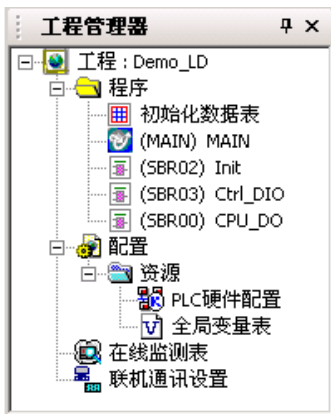 工程管理器
工程 : Demo_LD
程序
初始化数据表
(MAIN) MAIN
(SBR02) Init
(SBR03) Ctrl_DIO
(SBR00) CPU_DO
配置
资源
PLC硬件配置
全局变量表
在线监测表
联机通讯设置